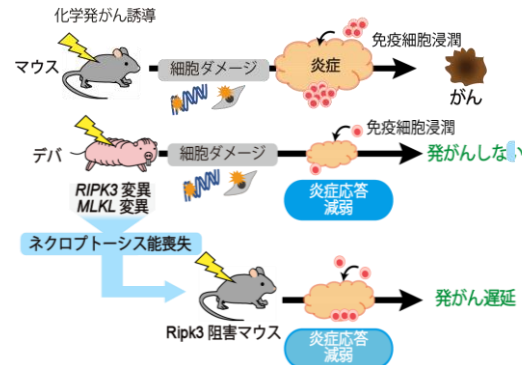 化学発がん誘導
マウス
細胞ダメージ
炎症
免疫細胞浸潤
がん
デバ
細胞ダメージ
免疫細胞浸潤
発がんしない
RIPK3 変異
MLKL 変異
炎症応答
減弱
ネクロプトーシス能喪失
Ripk3 阻害マウス
炎症応答
減弱
発がん遅延